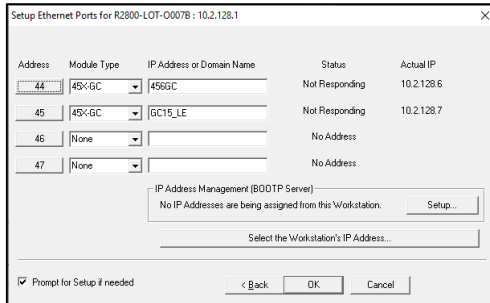 Setup Ethernet Ports for R2800-LOT-O007B : 10.2.128.1
Address Module Type IP Address or Domain Name Status Actual IP
44 45X-GC 456GC Not Responding 10.2.128.6
45 45X-GC GC15_LE Not Responding 10.2.128.7
46 None No Address
47 None No Address
IP Address Management (BOOTP Server)
No IP Addresses are being assigned from this Workstation. Setup...
Select the Workstation's IP Address...
Prompt for Setup if needed < Back OK Cancel